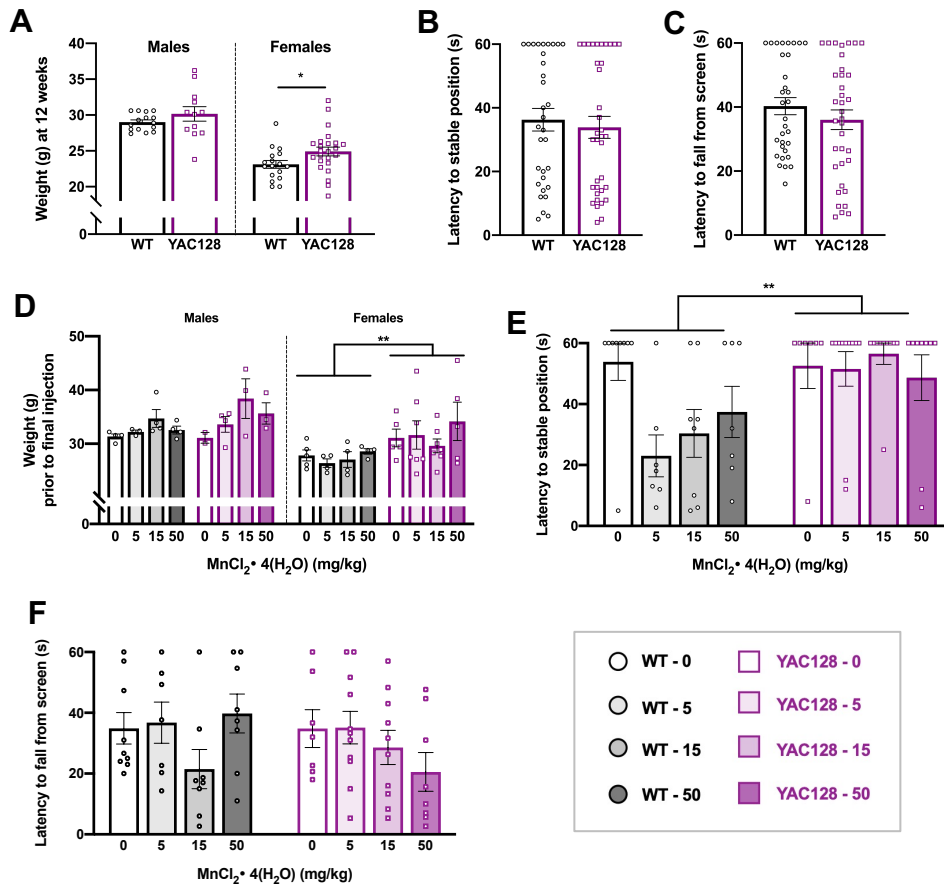 A
Males
Females
*
Weight (g) at 12 weeks
40
35
30
25
20
0
WT
YAC128
WT
YAC128
B
Latency to stable position (s)
60
40
20
0
WT
YAC128
C
Latency to fall from screen (s)
60
40
20
0
WT
YAC128
D
Males
Females
**
Weight (g)
prior to final injection
50
40
30
0
0 5 15 50 0 5 15 50 0 5 15 50 0 5 15 50
MnCl₂• 4(H₂O) (mg/kg)
E
**
Latency to stable position (s)
60
40
20
0
0 5 15 50 0 5 15 50
MnCl₂• 4(H₂O) (mg/kg)
F
Latency to fall from screen (s)
60
40
20
0
0 5 15 50 0 5 15 50
MnCl₂• 4(H₂O) (mg/kg)
WT - 0
YAC128 - 0
WT - 5
YAC128 - 5
WT - 15
YAC128 - 15
WT - 50
YAC128 - 50